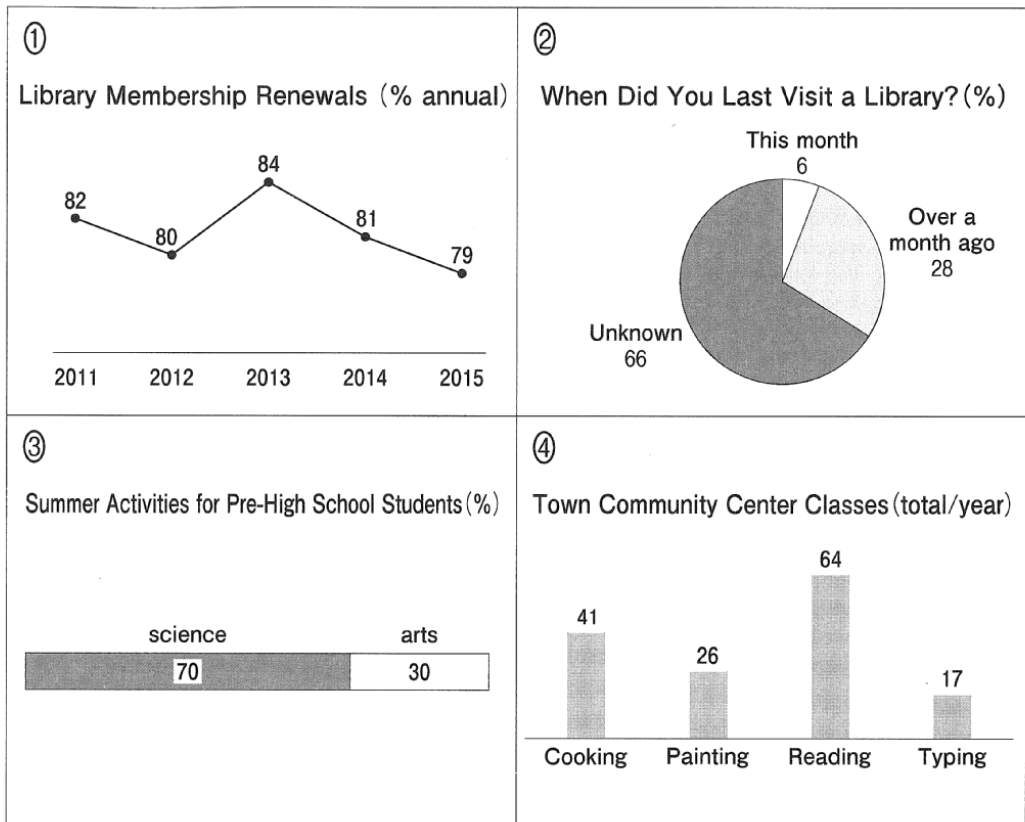 ①
Library Membership Renewals (% annual)
82
80
84
81
79
2011 2012 2013 2014 2015
②
When Did You Last Visit a Library? (%)
This month
6
Over a
month ago
28
Unknown
66
③
Summer Activities for Pre-High School Students (%)
science arts
70 30
④
Town Community Center Classes (total/year)
41
26
64
17
Cooking Painting Reading Typing